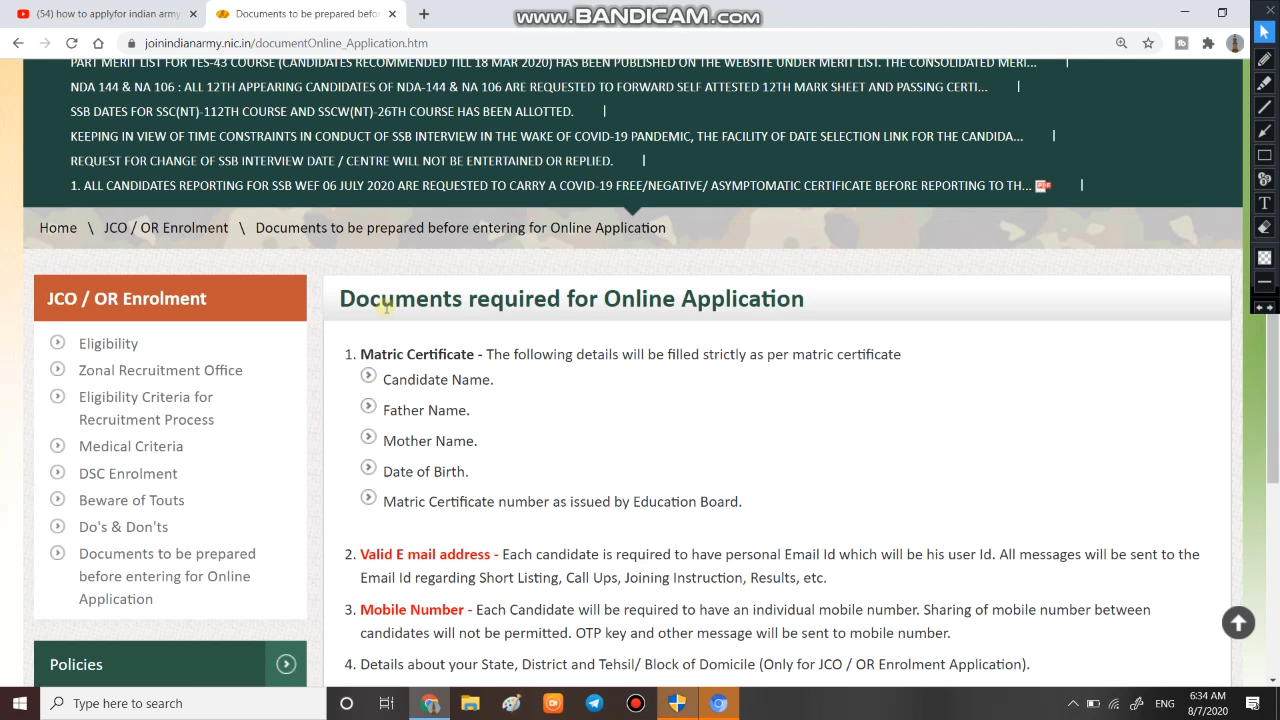 (54) how to applyfor indian army
Documents to be prepared befor
www.BANDICAM.com
joinindianarmy.nic.in/documentOnline_Application.htm
PART MERIT LIST FOR TES-43 COURSE (CANDIDATES RECOMMENDED TILL 18 MAR 2020) HAS BEEN PUBLISHED ON THE WEBSITE UNDER MERIT LIST. THE CONSOLIDATED MERI...
NDA 144 & NA 106 : ALL 12TH APPEARING CANDIDATES OF NDA-144 & NA 106 ARE REQUESTED TO FORWARD SELF ATTESTED 12TH MARK SHEET AND PASSING CERTI...
SSB DATES FOR SSC(NT)-112TH COURSE AND SSCW(NT)-26TH COURSE HAS BEEN ALLOTTED.
KEEPING IN VIEW OF TIME CONSTRAINTS IN CONDUCT OF SSB INTERVIEW IN THE WAKE OF COVID-19 PANDEMIC, THE FACILITY OF DATE SELECTION LINK FOR THE CANDIDA...
REQUEST FOR CHANGE OF SSB INTERVIEW DATE / CENTRE WILL NOT BE ENTERTAINED OR REPLIED.
1. ALL CANDIDATES REPORTING FOR SSB WEF 06 JULY 2020 ARE REQUESTED TO CARRY A COVID-19 FREE/NEGATIVE/ ASYMPTOMATIC CERTIFICATE BEFORE REPORTING TO TH...
Home \ JCO / OR Enrolment \ Documents to be prepared before entering for Online Application
JCO / OR Enrolment
Eligibility
Zonal Recruitment Office
Eligibility Criteria for
Recruitment Process
Medical Criteria
DSC Enrolment
Beware of Touts
Do's & Don'ts
Documents to be prepared
before entering for Online
Application
Policies
Documents required for Online Application
1. Matric Certificate - The following details will be filled strictly as per matric certificate
Candidate Name.
Father Name.
Mother Name.
Date of Birth.
Matric Certificate number as issued by Education Board.
2. Valid E mail address - Each candidate is required to have personal Email Id which will be his user Id. All messages will be sent to the
Email Id regarding Short Listing, Call Ups, Joining Instruction, Results, etc.
3. Mobile Number - Each Candidate will be required to have an individual mobile number. Sharing of mobile number between
candidates will not be permitted. OTP key and other message will be sent to mobile number.
4. Details about your State, District and Tehsil/ Block of Domicile (Only for JCO / OR Enrolment Application).
Type here to search
ENG
6:34 AM
8/7/2020